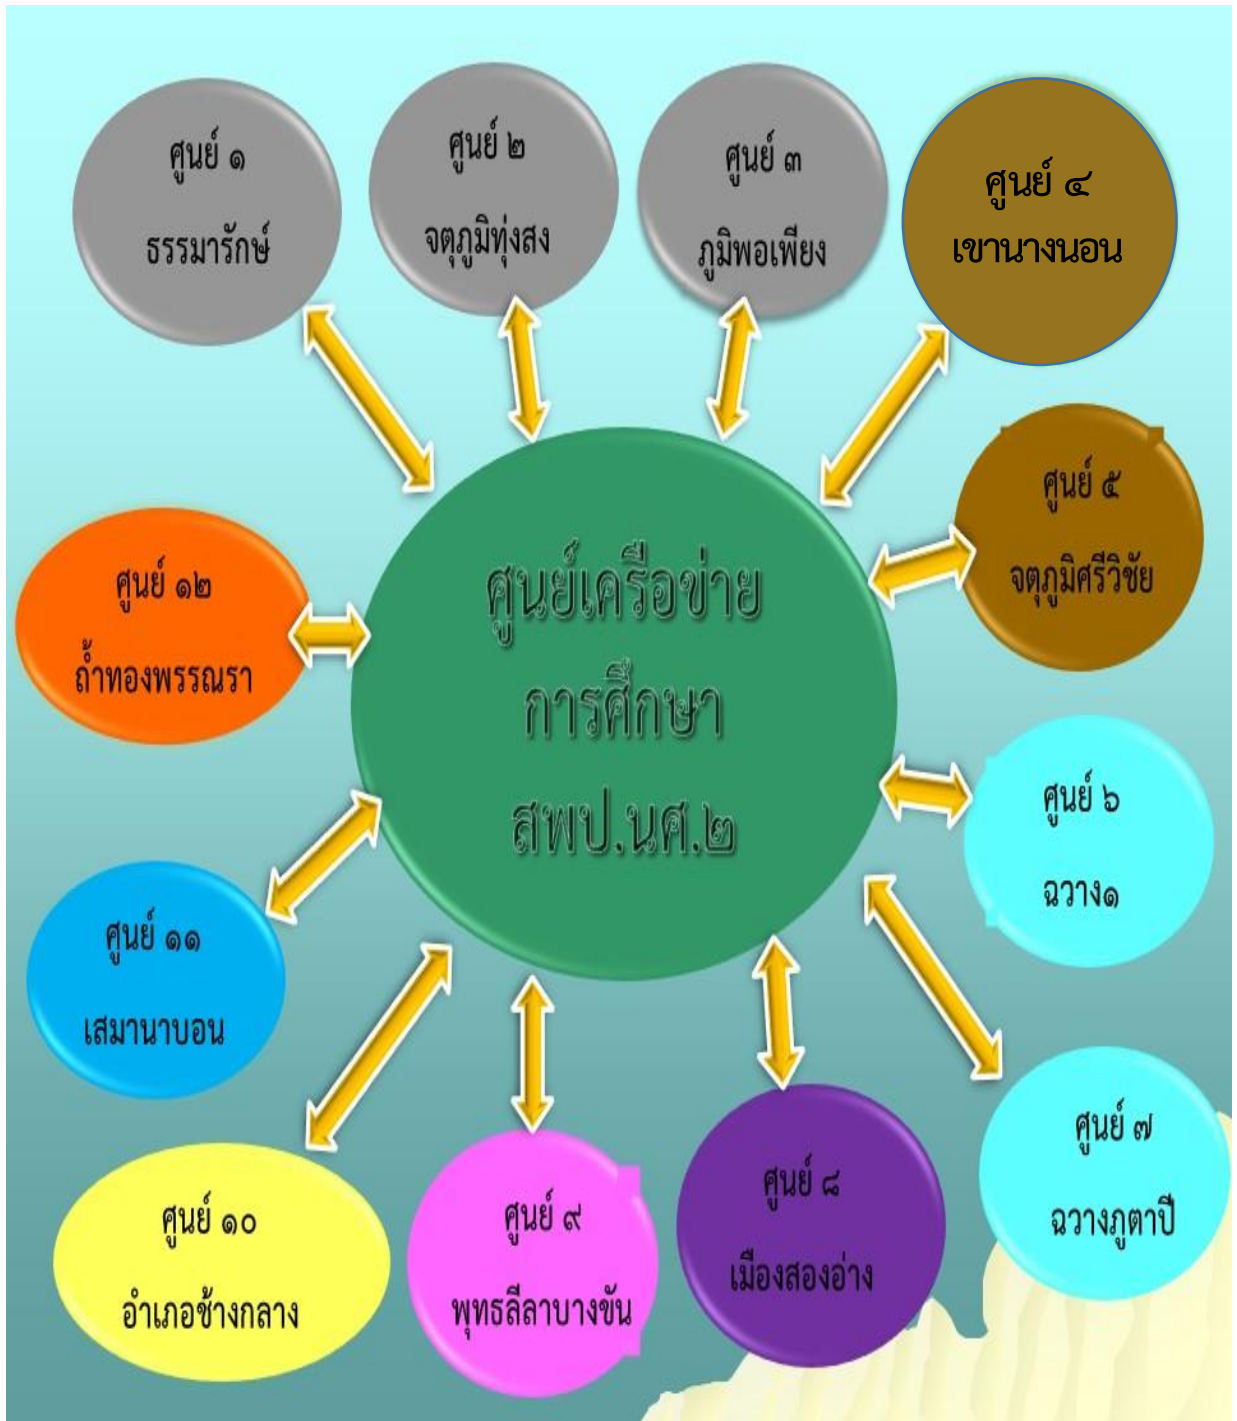 ศูนย์ ๑
ธรรมารักษ์
ศูนย์ ๒
จตุภูมิทุ่งสง
ศูนย์ ๓
ภูมิพอเพียง
ศูนย์ ๔
เขานางนอน
ศูนย์ ๕
จตุภูมิศรีวิชัย
ศูนย์ ๖
ฉวาง๑
ศูนย์ ๗
ฉวางภูตาปี
ศูนย์ ๘
เมืองสองอ่าง
ศูนย์ ๙
พุทธลีลาบางขัน
ศูนย์ ๑๐
อำเภอช้างกลาง
ศูนย์ ๑๑
เสมานาบอน
ศูนย์ ๑๒
ถ้ำทองพรรณรา
ศูนย์เครือข่าย
การศึกษา
สพป.นศ.๒